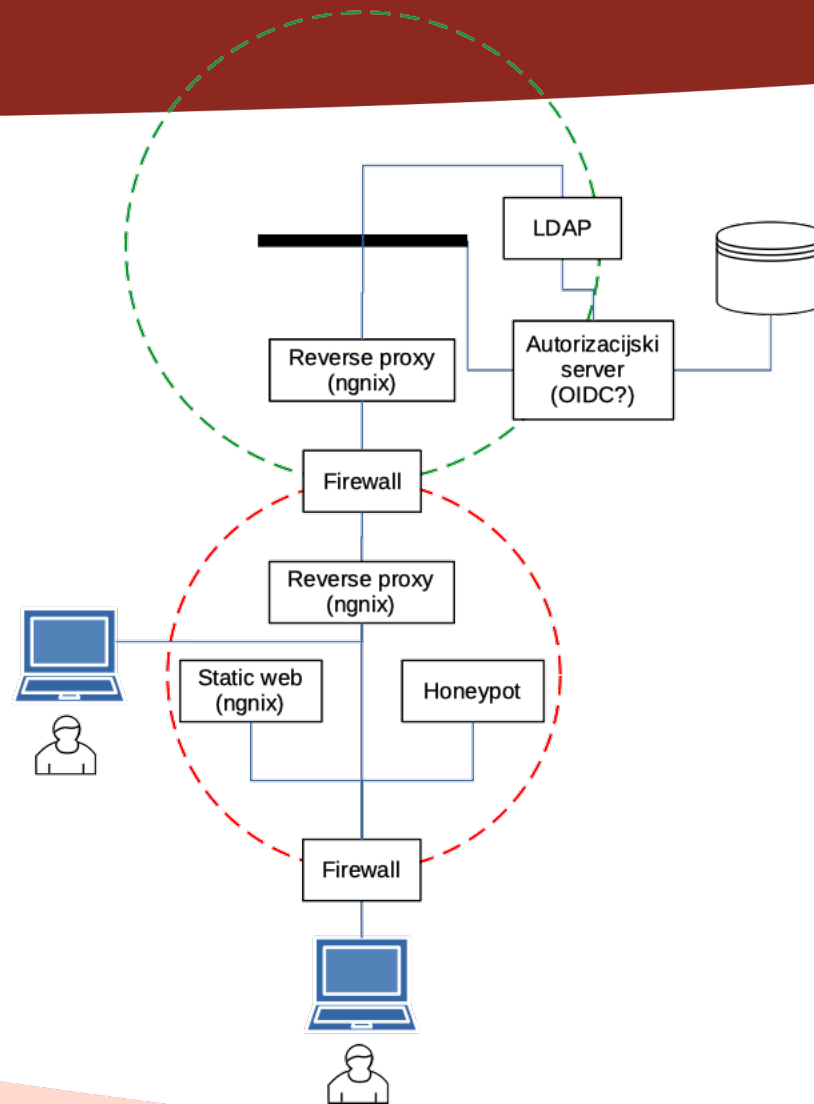 LDAP
Reverse proxy
(ngnix)
Autorizacijski
server
(OIDC?)
Firewall
Reverse proxy
(ngnix)
Static web
(ngnix)
Honeypot
Firewall